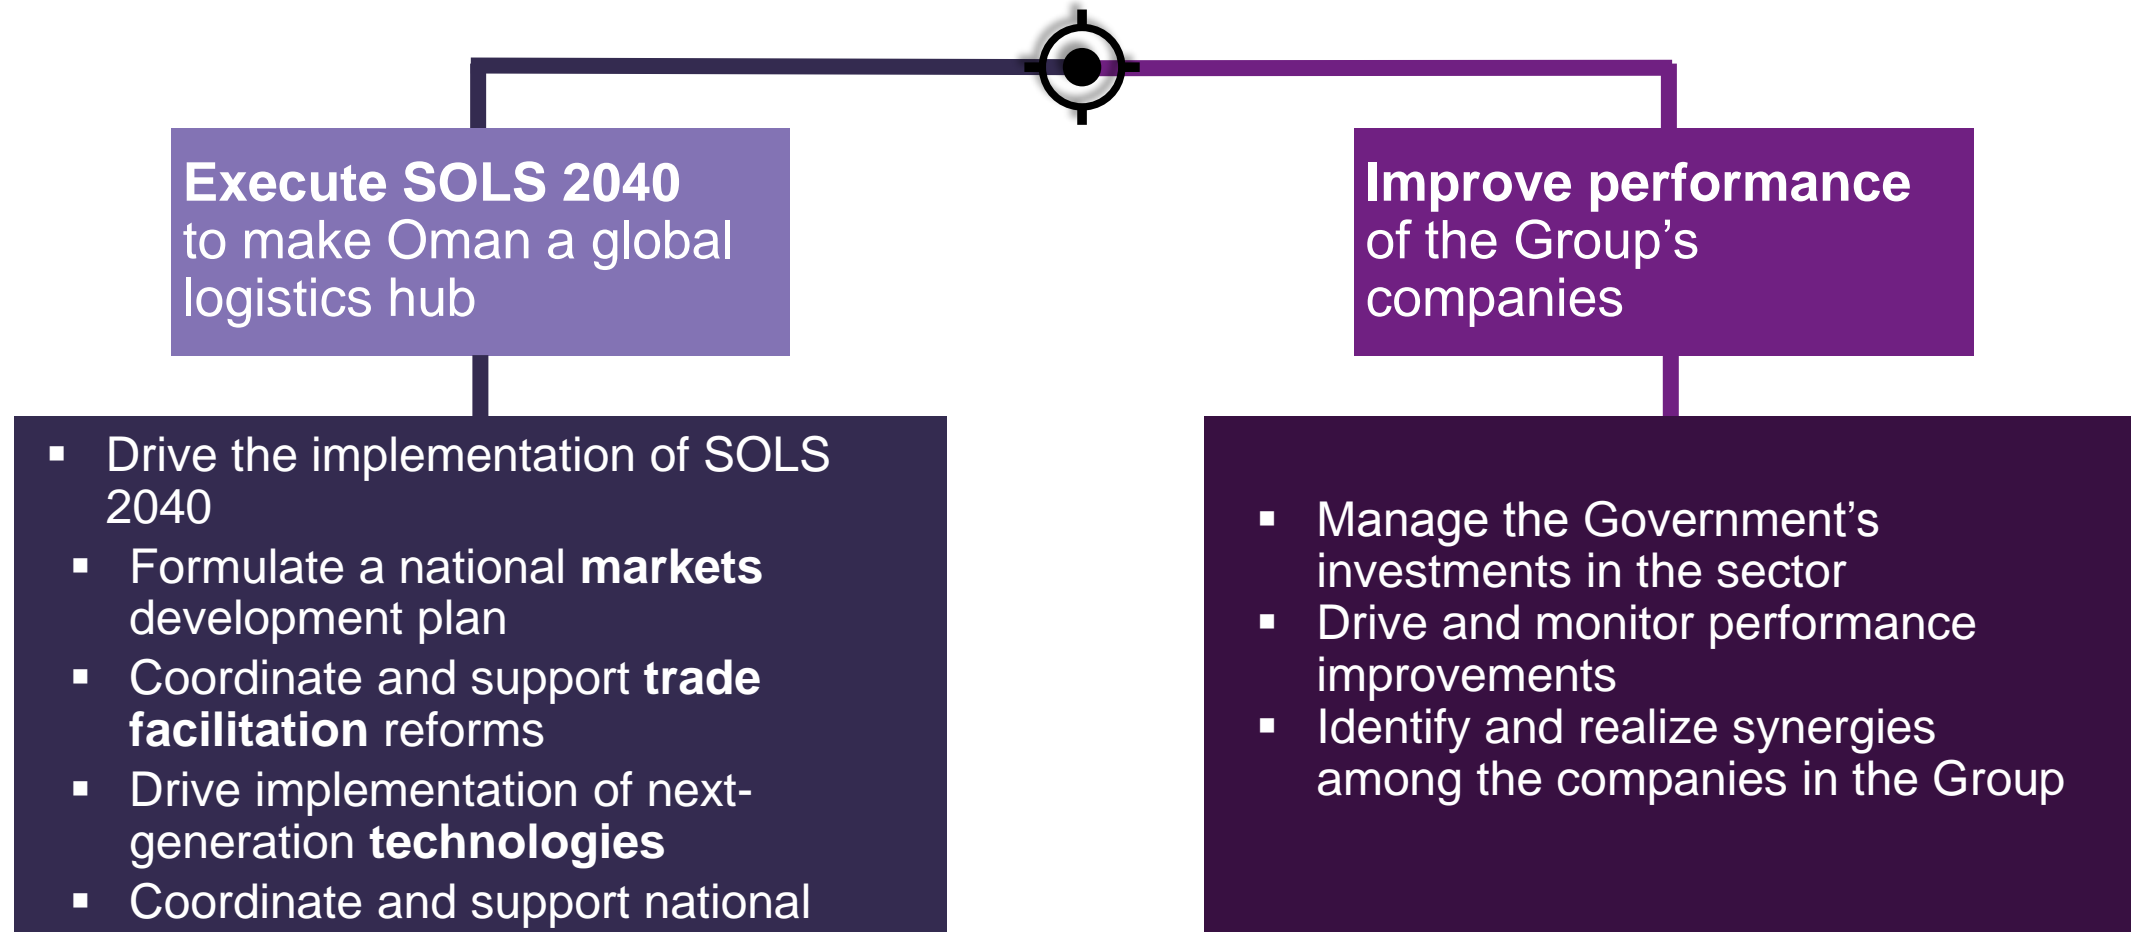 Execute SOLS 2040
to make Oman a global
logistics hub
▪ Drive the implementation of SOLS
2040
▪ Formulate a national markets
development plan
▪ Coordinate and support trade
facilitation reforms
▪ Drive implementation of next-
generation technologies
▪ Coordinate and support national
Improve performance
of the Group’s
companies
▪ Manage the Government’s
investments in the sector
▪ Drive and monitor performance
improvements
▪ Identify and realize synergies
among the companies in the Group